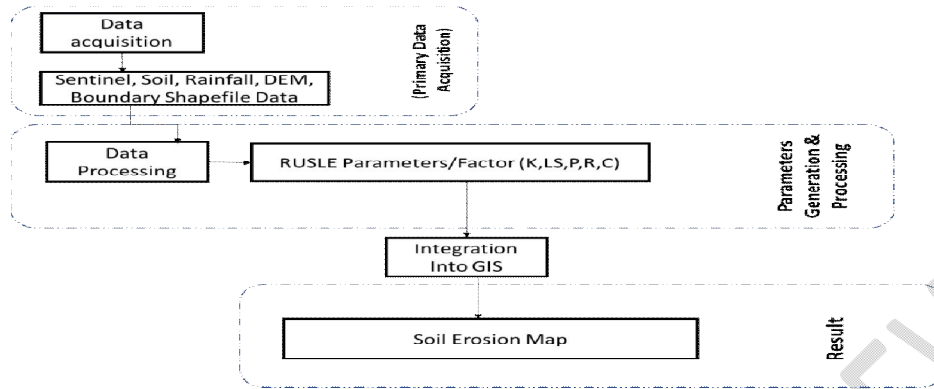 Data
acquisition
Sentinel, Soil, Rainfall, DEM,
Boundary Shapefile Data
(Primary Data
Acquisition)
Data
Processing
RUSLE Parameters/Factor (K,LS,P,R,C)
Parameters
Generation &
Processing
Integration
Into GIS
Soil Erosion Map
Result